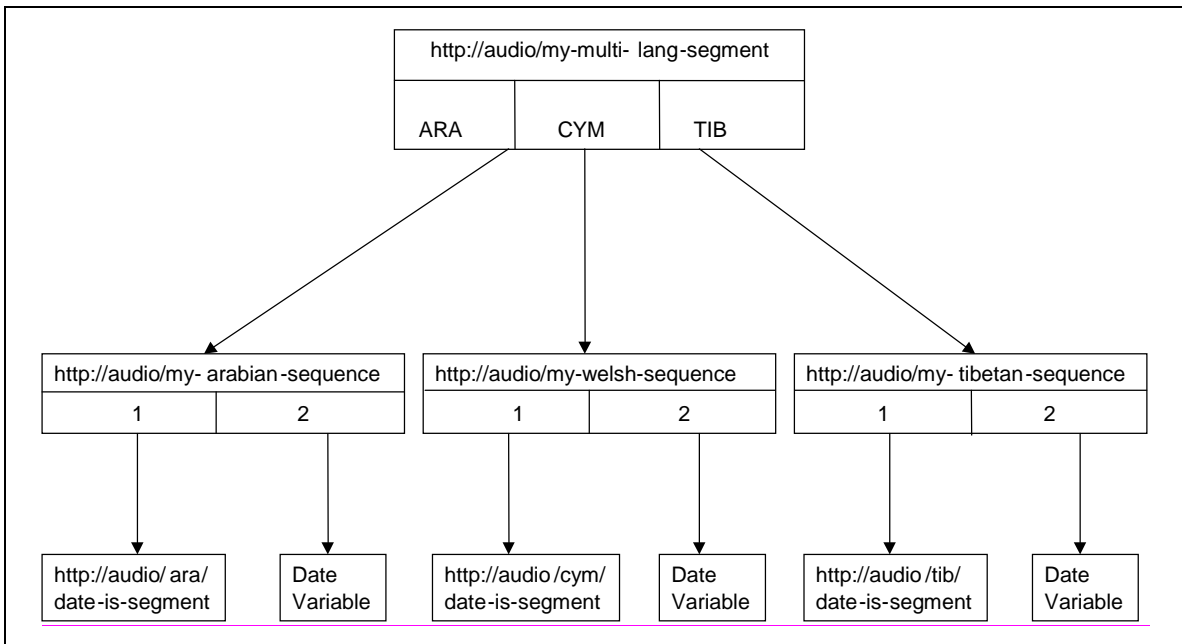 http://audio/my-multi- lang-segment
ARA CYM TIB
http://audio/my- arabian-sequence http://audio/my-welsh-sequence http://audio/my- tibetan-sequence
1 2 1 2 1 2
http://audio/ ara/
date-is-segment
Date
Variable
http://audio /cym/
date-is-segment
Date
Variable
http://audio /tib/
date-is-segment
Date
Variable